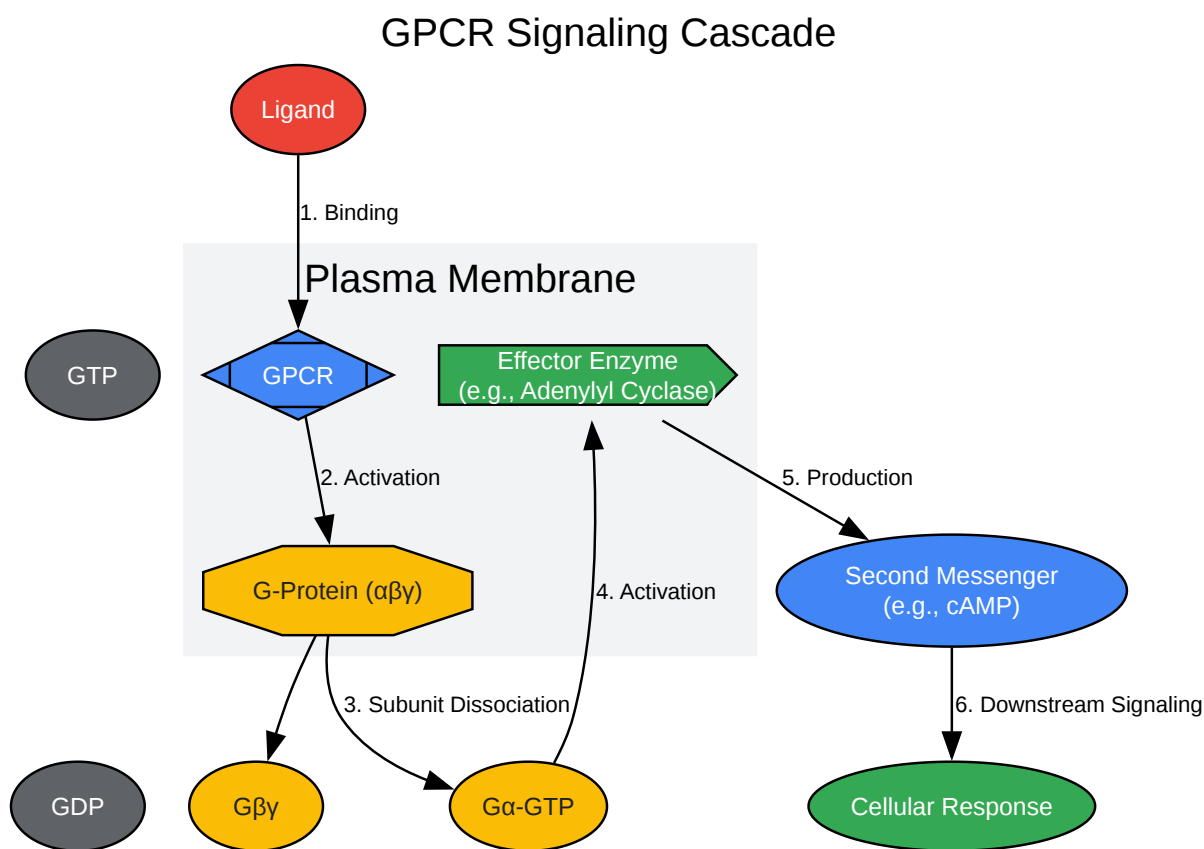 GPCR Signaling Cascade
Ligand
1. Binding
Plasma Membrane
GTP
GPCR
Effector Enzyme
(e.g., Adenylyl Cyclase)
2. Activation
5. Production
G-Protein (αβγ)
4. Activation
Second Messenger
(e.g., cAMP)
3. Subunit Dissociation
6. Downstream Signaling
GDP
Gβγ
Gα-GTP
Cellular Response